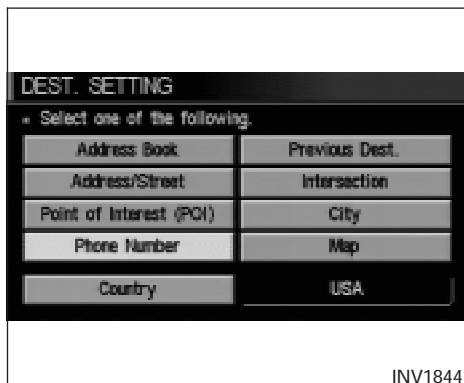 DEST. SETTING
Select one of the following.
Address Book Previous Dest.
Address/Street Intersection
Point of Interest (POI) City
Phone Number Map
Country USA
INV1844